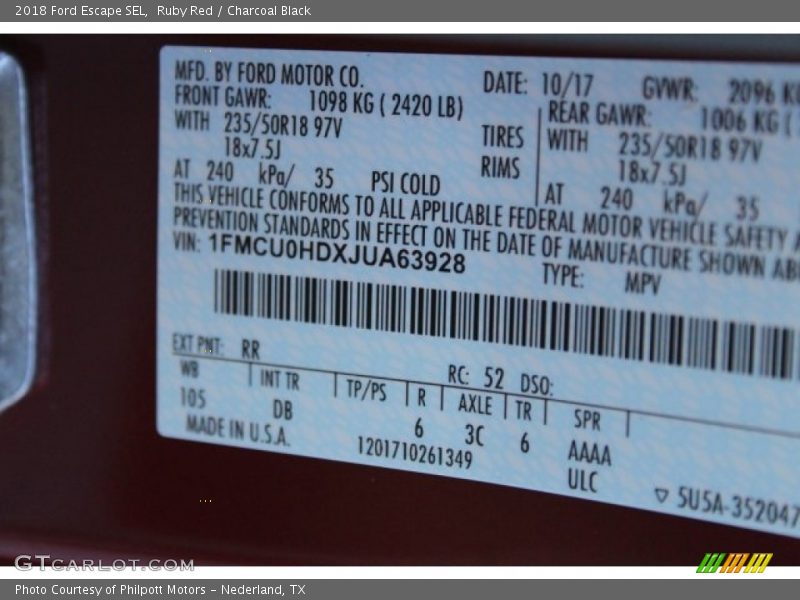 2018 Ford Escape SEL, Ruby Red / Charcoal Black
MFD. BY FORD MOTOR CO.
DATE: 10/17 GVWR: 2096
FRONT GAWR: 1098 KG ( 2420 LB)
REAR GAWR: 1006 KG (
WITH 235/50R18 97V TIRES
WITH 235/50R18 97V
18x7.5J RIMS
18x7.5J
AT 240 kPa/ 35 PSI COLD
AT 240 kPa/ 35
THIS VEHICLE CONFORMS TO ALL APPLICABLE FEDERAL MOTOR VEHICLE SAFETY
PREVENTION STANDARDS IN EFFECT ON THE DATE OF MANUFACTURE SHOWN
VIN: 1FMCU0HDXJUA63928
TYPE: MPV
EXT PNT: RR RC: 52 DSO:
WB INT TR TP/PS R AXLE TR SPR
105 DB 6 3C 6 AAAA
MADE IN U.S.A. 1201710261349 ULC
▽ 5U5A-352047
GTCARLOT.COM
Photo Courtesy of Philpott Motors - Nederland, TX